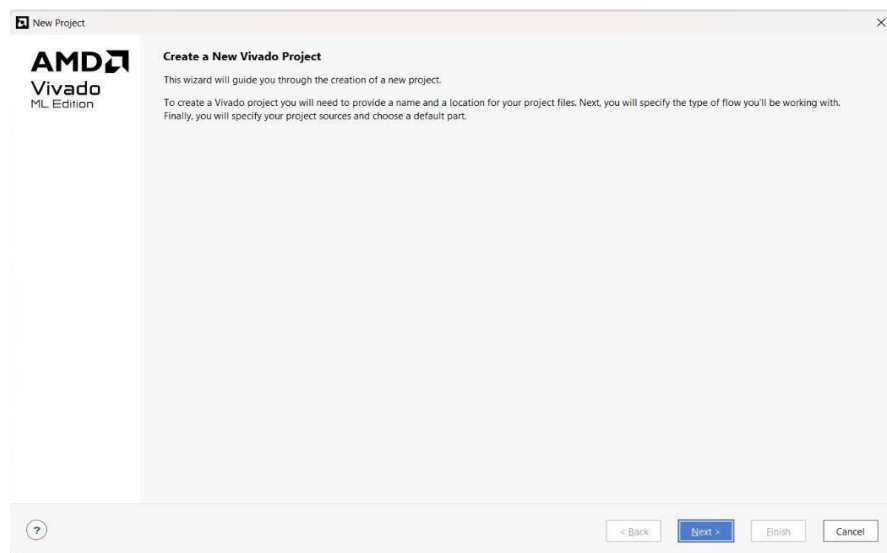 New Project
AMD
Vivado
ML Edition
Create a New Vivado Project
This wizard will guide you through the creation of a new project.
To create a Vivado project you will need to provide a name and a location for your project files. Next, you will specify the type of flow you'll be working with.
Finally, you will specify your project sources and choose a default part.
?
< Back
Next >
Finish
Cancel